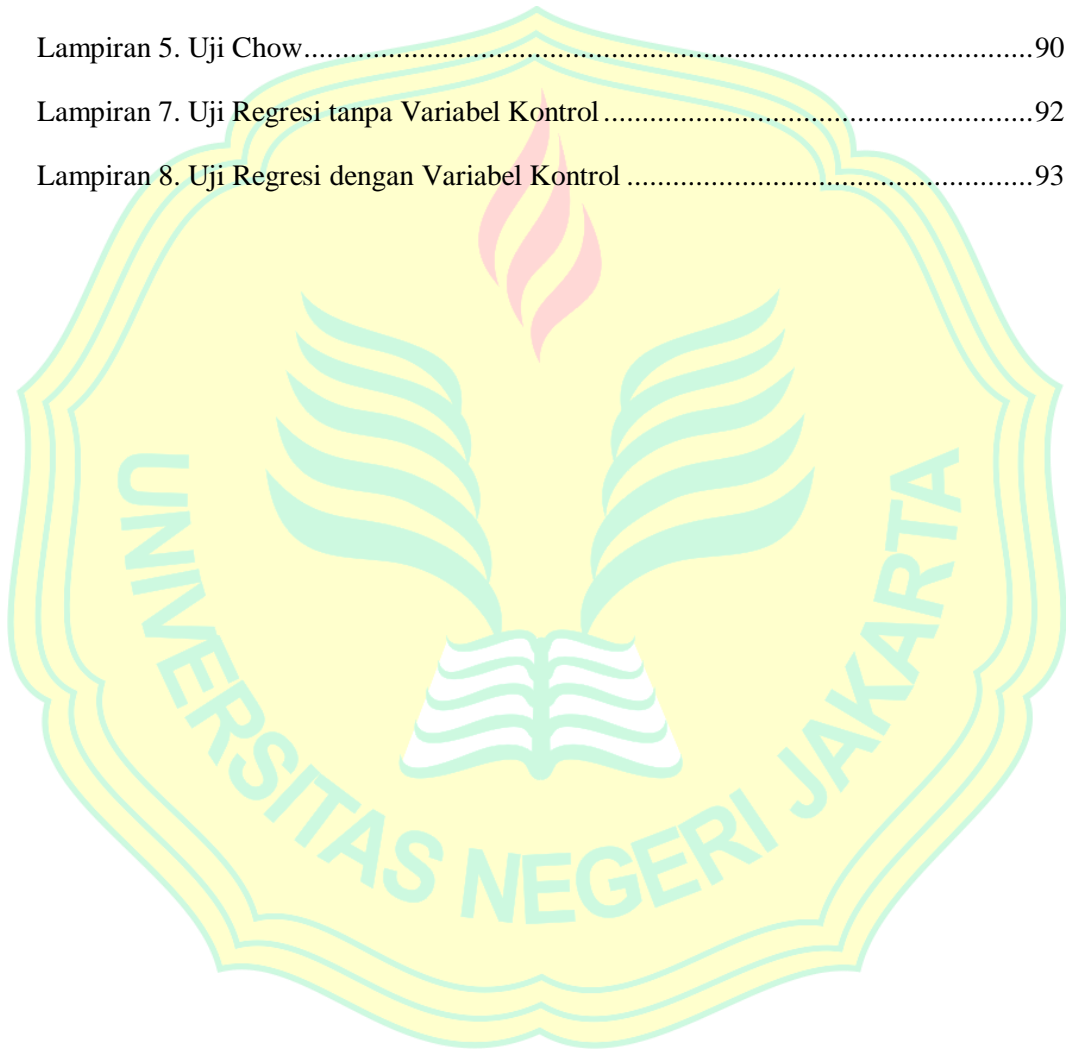 Lampiran 5. Uji Chow.....................................................................................................90
Lampiran 7. Uji Regresi tanpa Variabel Kontrol........................................................92
Lampiran 8. Uji Regresi dengan Variabel Kontrol.....................................................93
UNIVERSITAS NEGERI JAKARTA